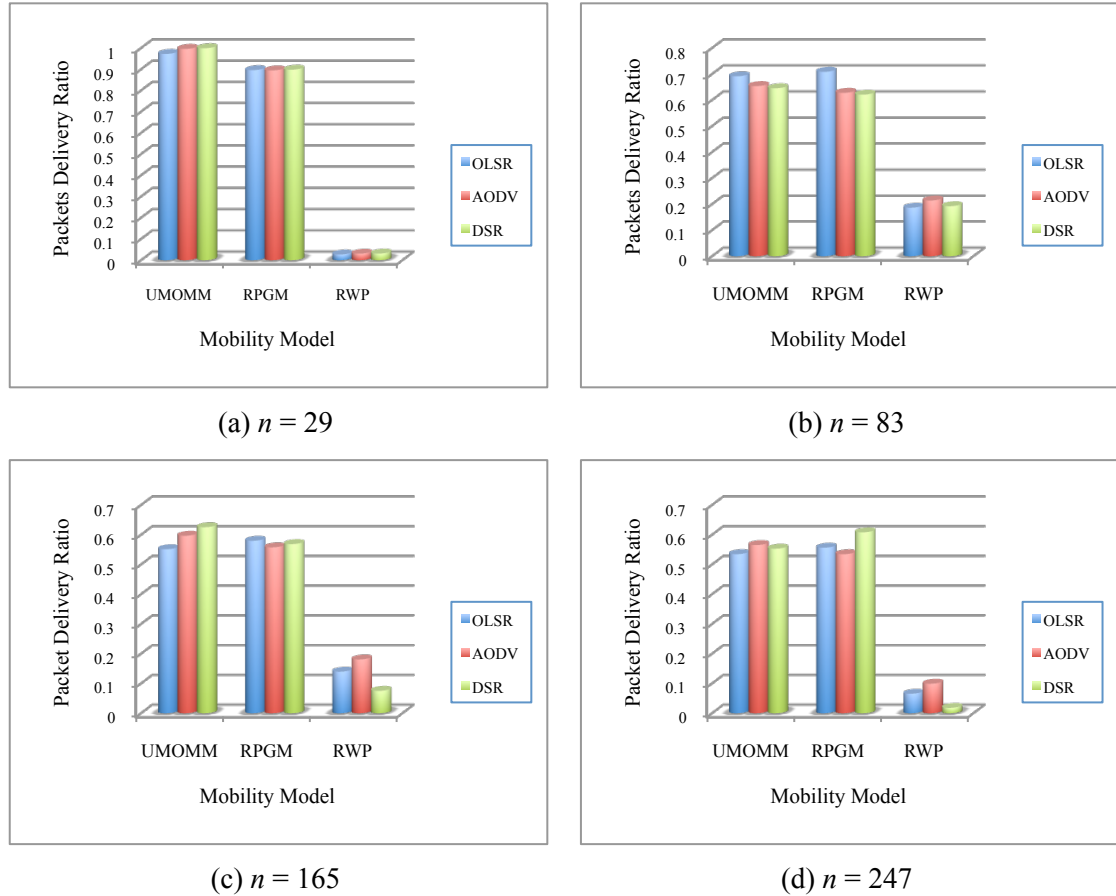 Packets Delivery Ratio
1
0.9
0.8
0.7
0.6
0.5
0.4
0.3
0.2
0.1
0
UMOMM RPGM RWP
Mobility Model
OLSR
AODV
DSR
(a) n = 29
Packets Delivery Ratio
0.8
0.7
0.6
0.5
0.4
0.3
0.2
0.1
0
UMOMM RPGM RWP
Mobility Model
OLSR
AODV
DSR
(b) n = 83
Packet Delivery Ratio
0.7
0.6
0.5
0.4
0.3
0.2
0.1
0
UMOMM RPGM RWP
Mobility Model
OLSR
AODV
DSR
(c) n = 165
Packet Delivery Ratio
0.7
0.6
0.5
0.4
0.3
0.2
0.1
0
UMOMM RPGM RWP
Mobility Model
OLSR
AODV
DSR
(d) n = 247